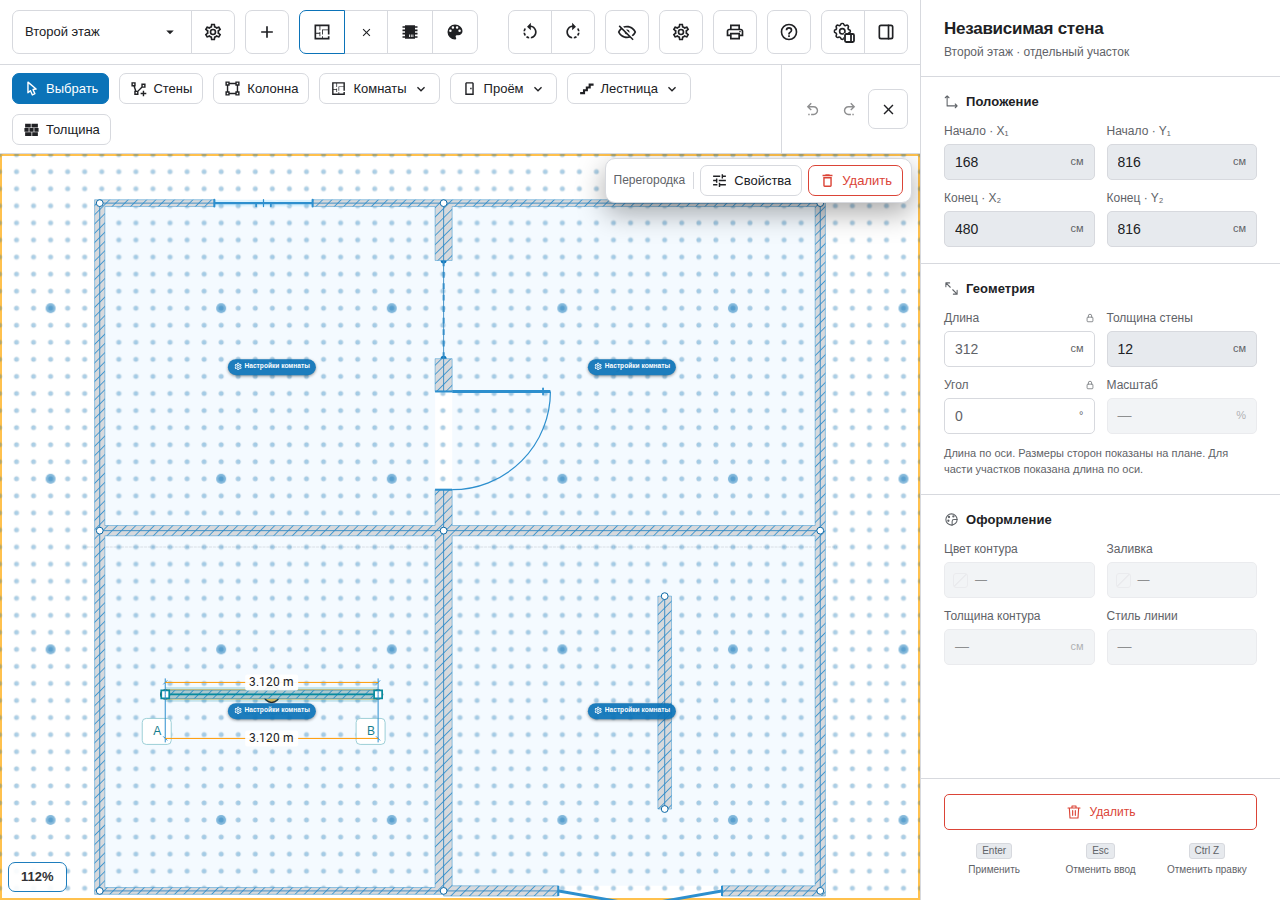 Второй этаж
Выбрать
Стены
Колонна
Комнаты
Проём
Лестница
Толщина
Перегородка
Свойства
Удалить
Настройки комнаты
Настройки комнаты
3.120 m
Настройки комнаты
Настройки комнаты
A
B
3.120 m
112%
Независимая стена
Второй этаж · отдельный участок
Положение
Начало · X₁
Начало · Y₁
168 см
816 см
Конец · X₂
Конец · Y₂
480 см
816 см
Геометрия
Длина
Толщина стены
312 см
12 см
Угол
Масштаб
0 °
— %
Длина по оси. Размеры сторон показаны на плане. Для
части участков показана длина по оси.
Оформление
Цвет контура
Заливка
—
—
Толщина контура
Стиль линии
— см
—
Удалить
Enter
Esc
Ctrl Z
Применить
Отменить ввод
Отменить правку